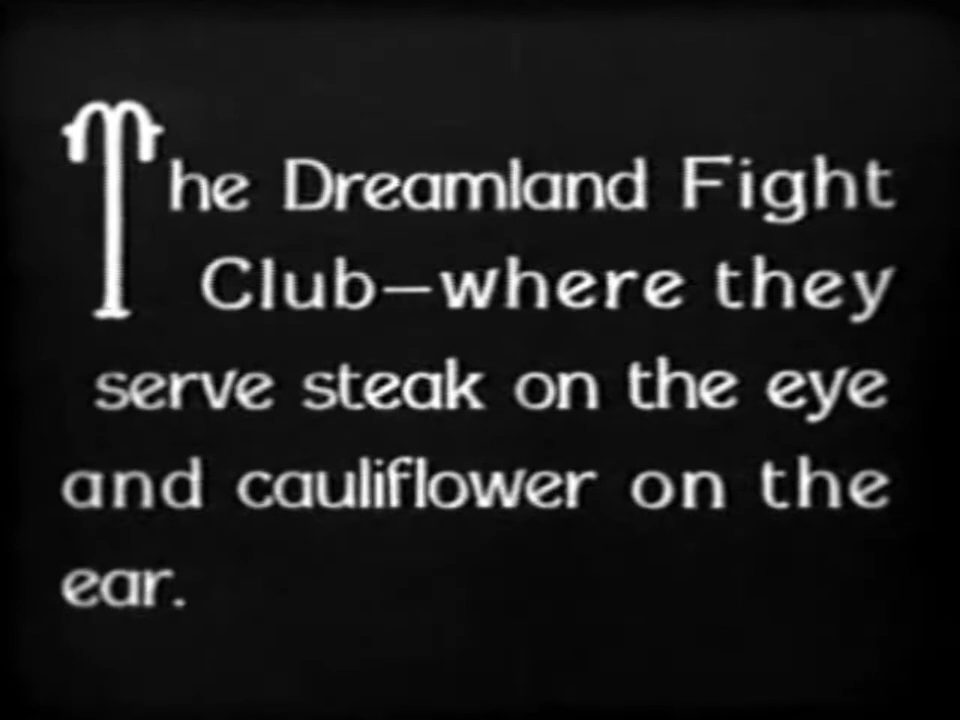 The Dreamland Fight
Club—where they
serve steak on the eye
and cauliflower on the
ear.